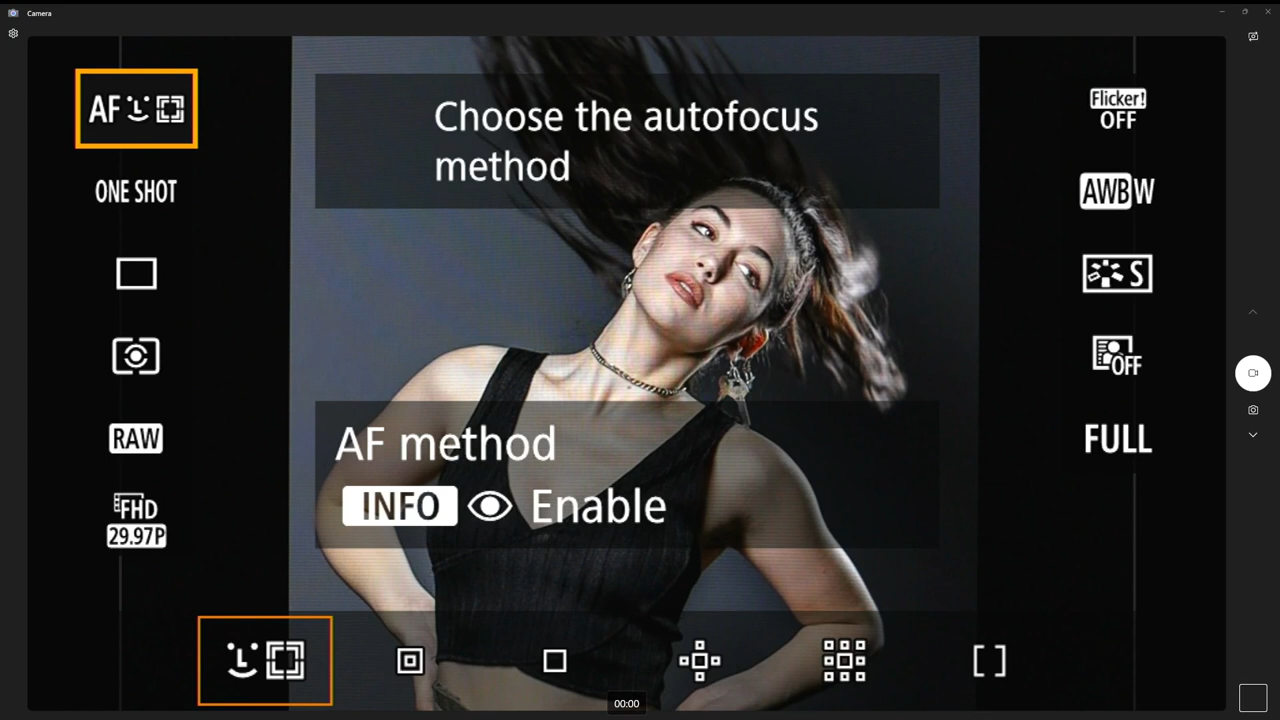 Camera
AF
Choose the autofocus
method
Flicker!
OFF
ONE SHOT
AWB W
S
OFF
RAW
AF method
FULL
INFO Enable
FHD
29.97P
00:00